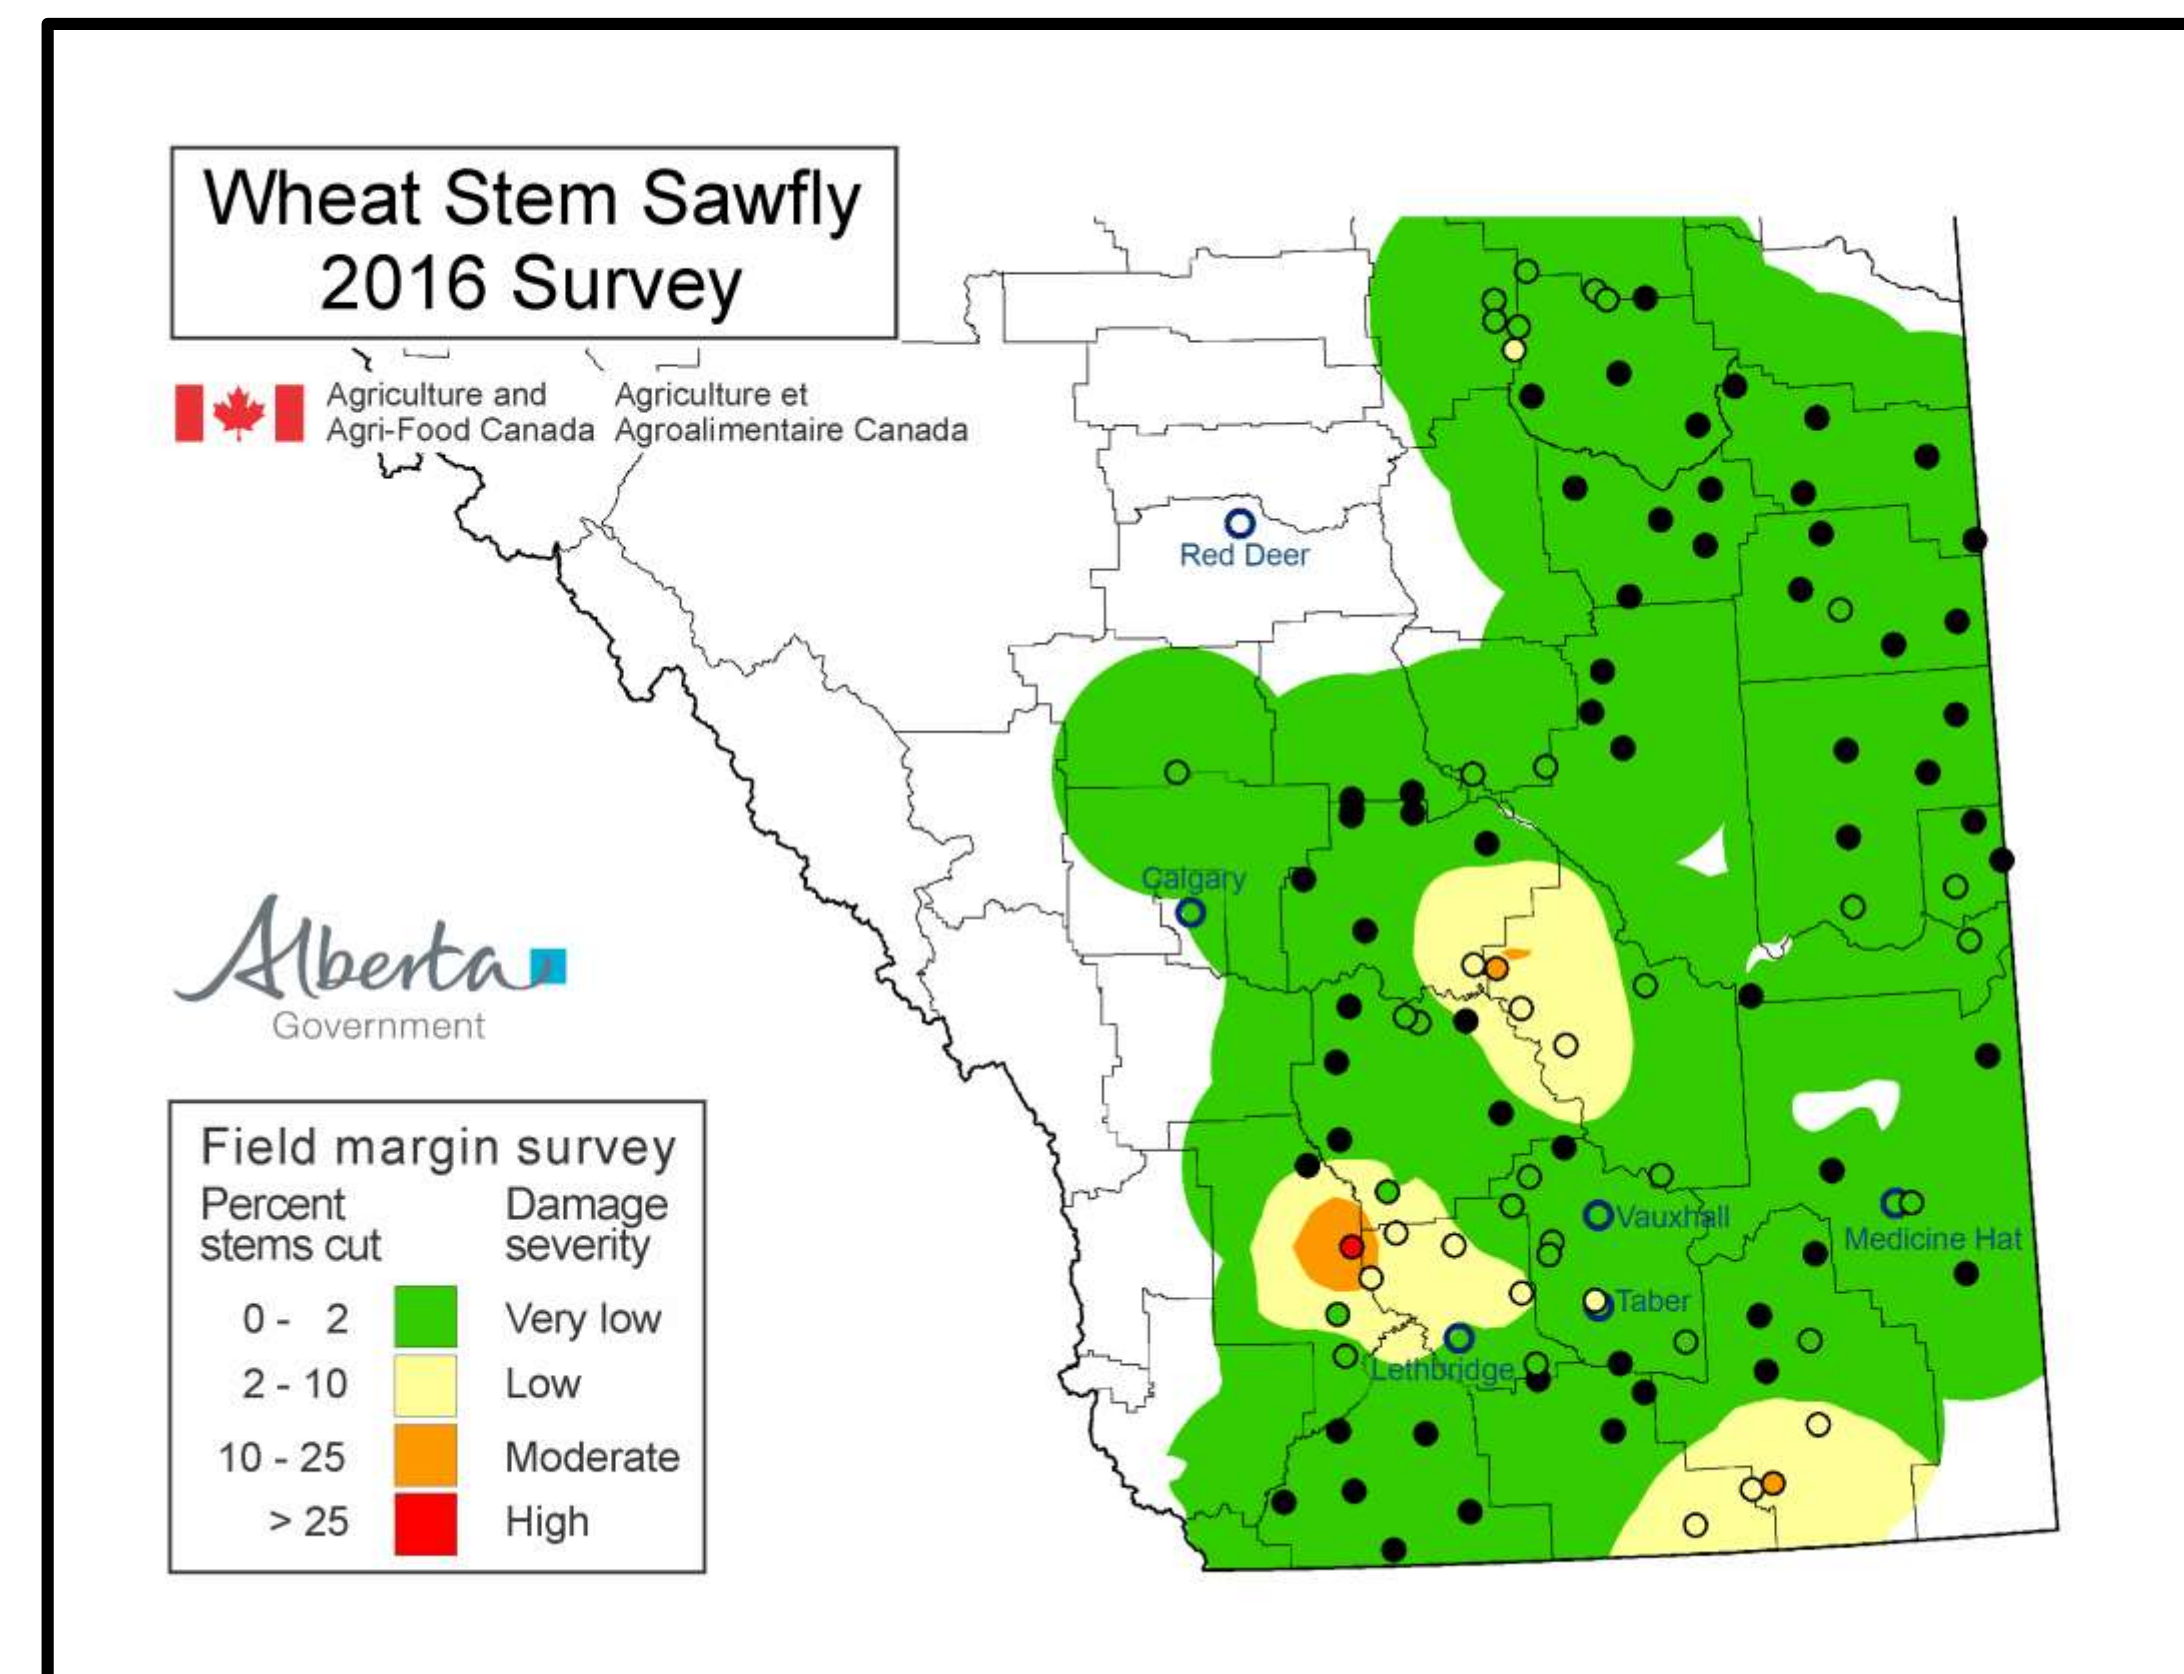 Wheat Stem Sawfly
2016 Survey
Agriculture and
Agri-Food Canada
Agriculture et
Agroalimentaire Canada
Red Deer
Calgary
Alberta
Government
Vauxhall
Medicine Hat
Taber
Lethbridge
Field margin survey
Percent
stems cut
Damage
severity
0 - 2 Very low
2 - 10 Low
10 - 25 Moderate
> 25 High